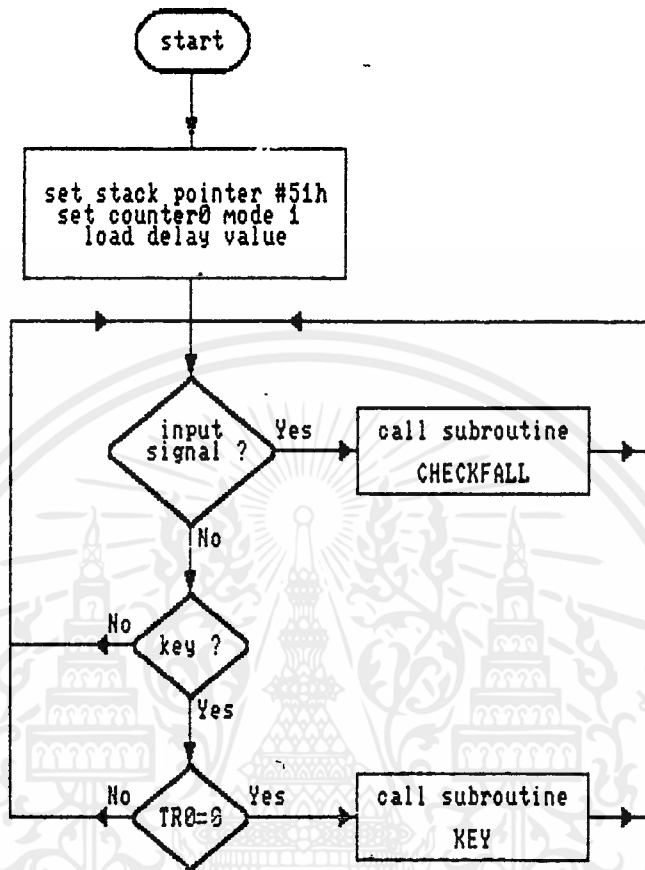 start
set stack pointer #51h
set counter0 mode 1
load delay value
input
signal ?
Yes
call subroutine
CHECKFALL
No
No
key ?
Yes
No
TR0=0
Yes
call subroutine
KEY